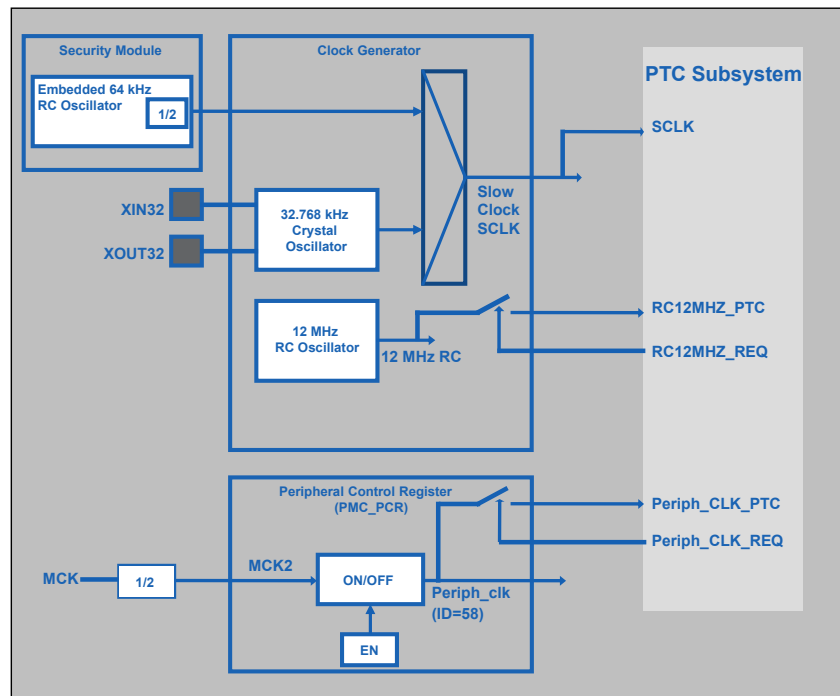 Security Module
Embedded 64 kHz
RC Oscillator
1/2
Clock Generator
PTC Subsystem
SCLK
Slow
Clock
SCLK
XIN32
XOUT32
32.768 kHz
Crystal
Oscillator
12 MHz
RC Oscillator
12 MHz RC
RC12MHZ_PTC
RC12MHZ_REQ
Peripheral Control Register
(PMC_PCR)
Periph_CLK_PTC
Periph_CLK_REQ
MCK
1/2
MCK2
ON/OFF
Periph_clk
(ID=58)
EN